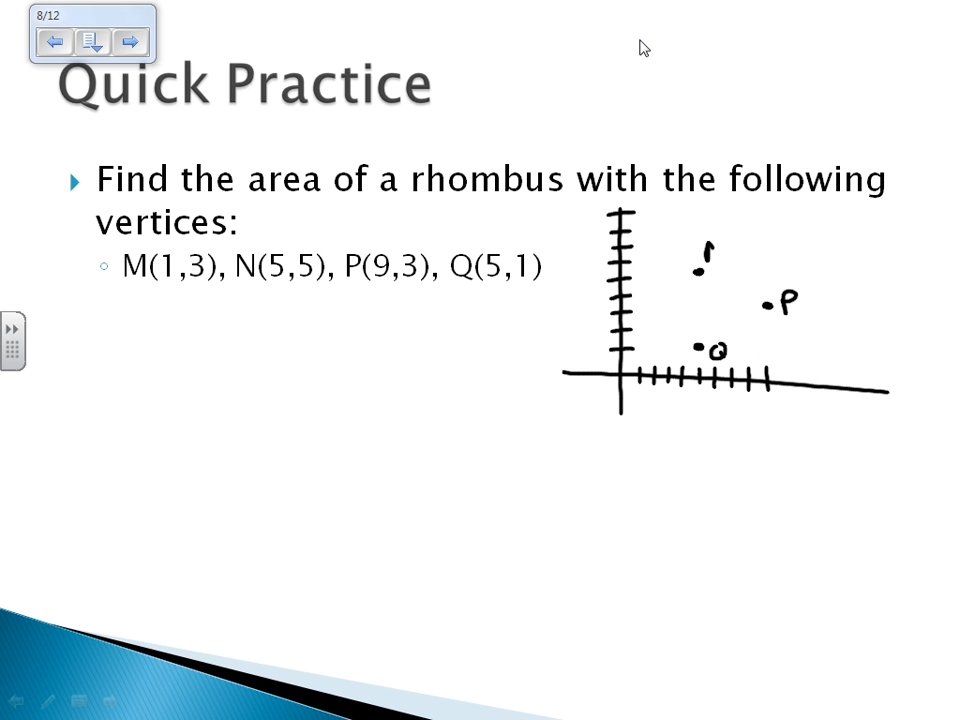 8/12
Quick Practice
Find the area of a rhombus with the following
vertices:
M(1,3), N(5,5), P(9,3), Q(5,1)
P
Q